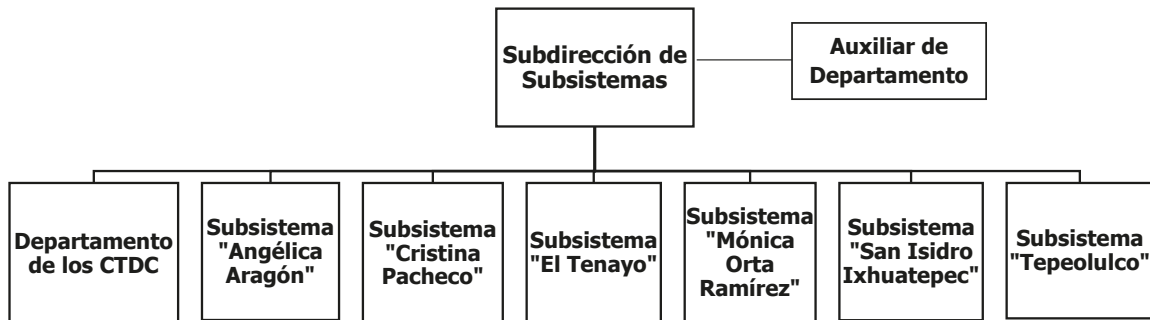 Subdirección de
Subsistemas
Auxiliar de
Departamento
Departamento
de los CTDC
Subsistema
"Angélica
Aragón"
Subsistema
"Cristina
Pacheco"
Subsistema
"El Tenayo"
Subsistema
"Mónica
Orta
Ramírez"
Subsistema
"San Isidro
Ixhuatepec"
Subsistema
"Tepeolulco"